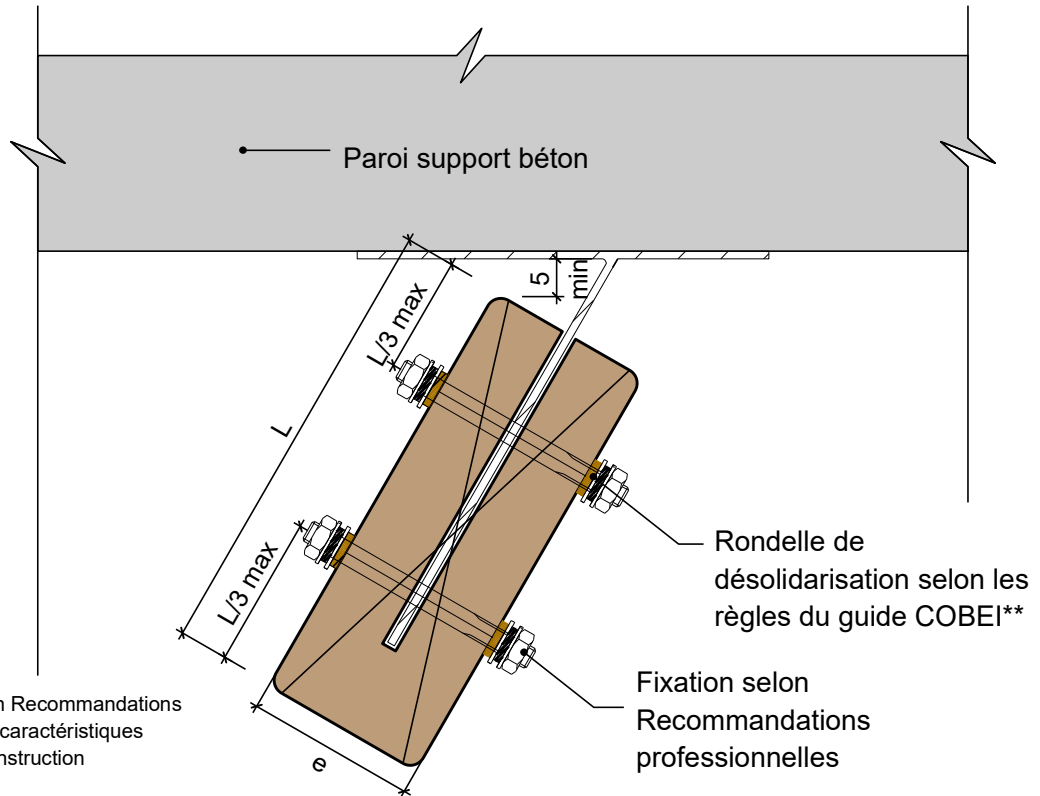 Paroi support béton
5
min
L/3 max
L
L/3 max
Rondelle de
désolidarisation selon les
règles du guide COBEI**
Fixation selon
Recommandations
professionnelles
Recommandations
caractéristiques
e